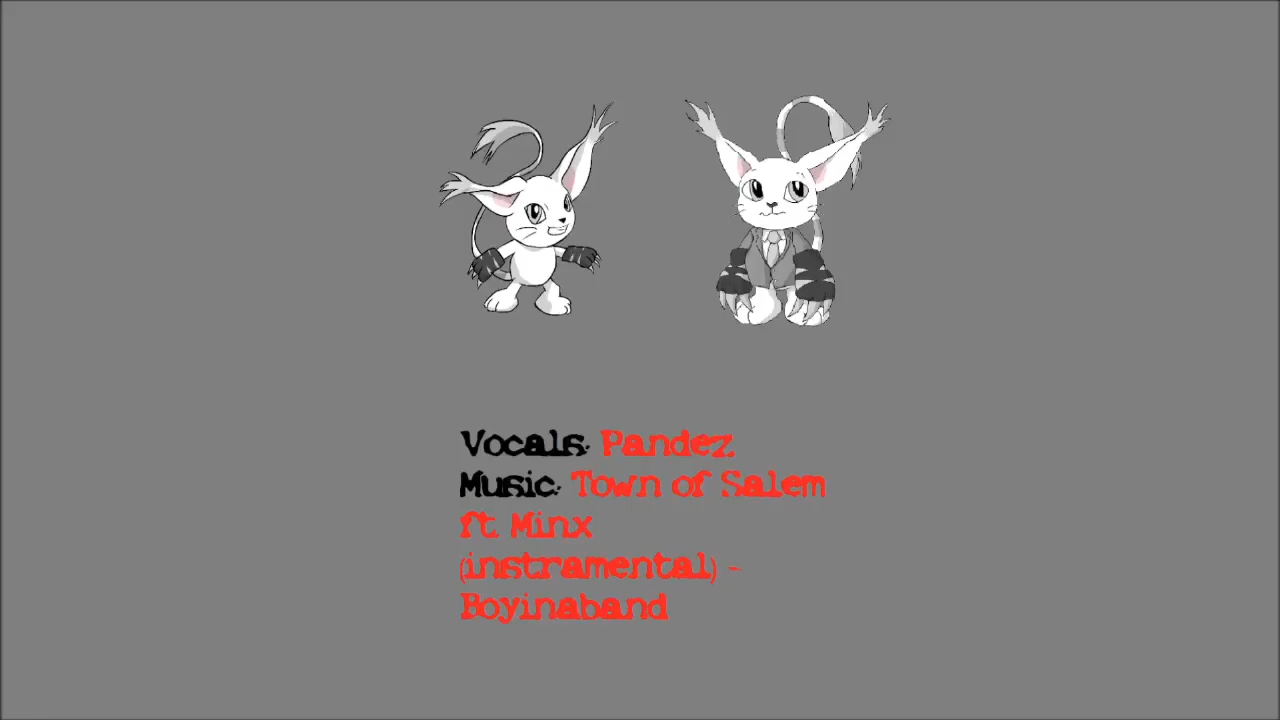 Vocals: Pandez
Music: Town of Salem
ft. Minx
(instramental) -
Boyinaband